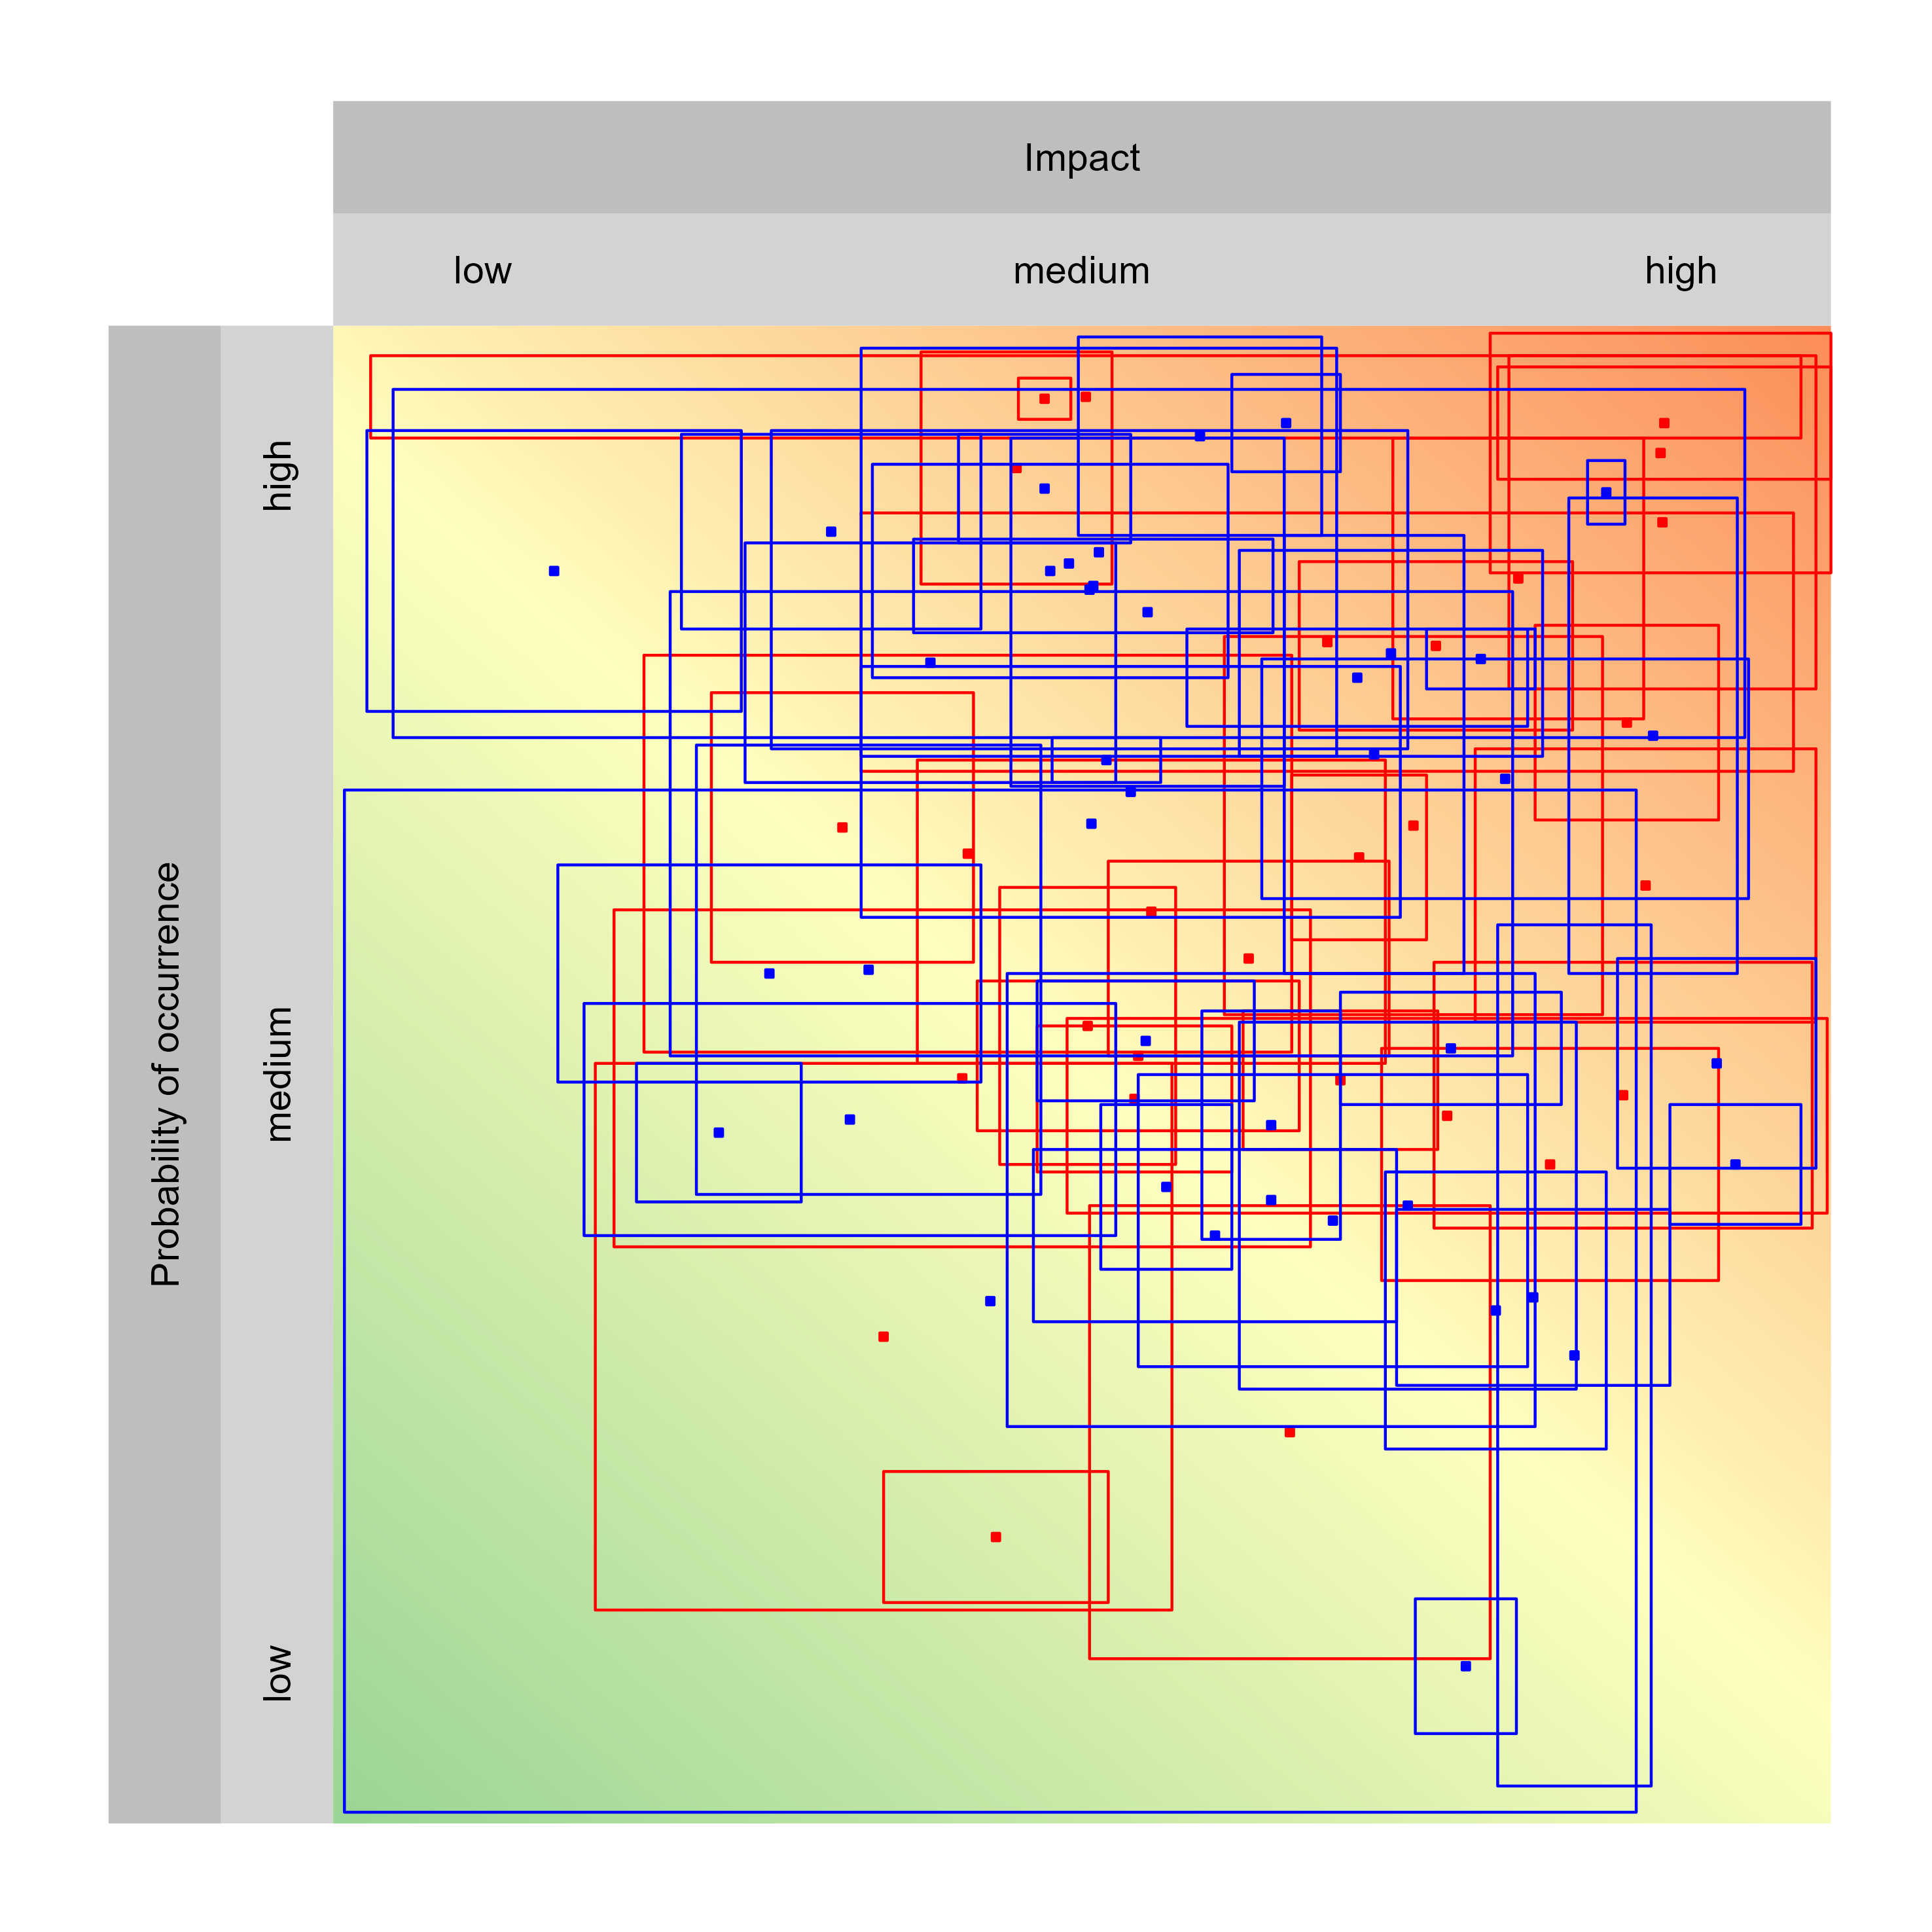 Impact
low
medium
high
Probability of occurrence
high
medium
low